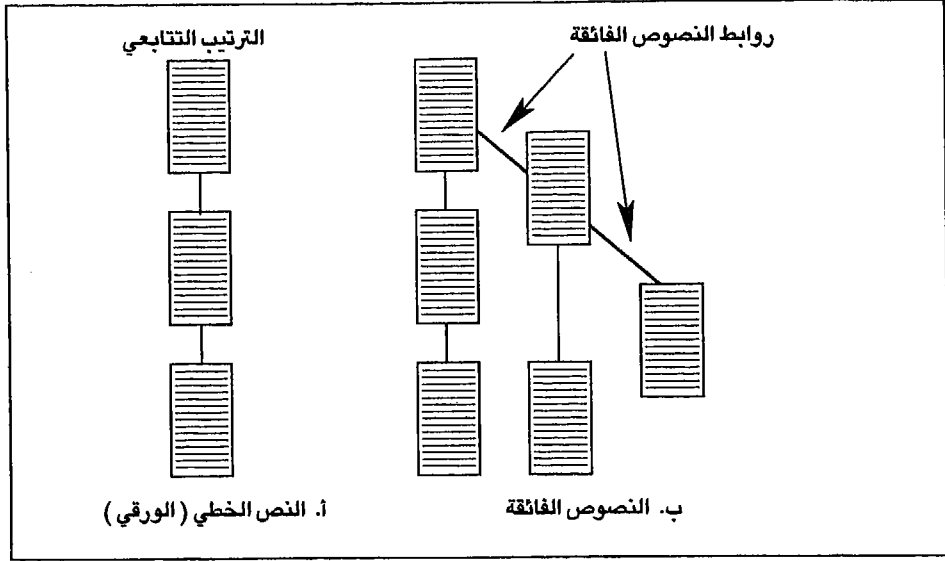 روابط النصوص الفائقة
الترتيب التتابعي
أ. النص الخطي (الورقي)
ب. النصوص الفائقة